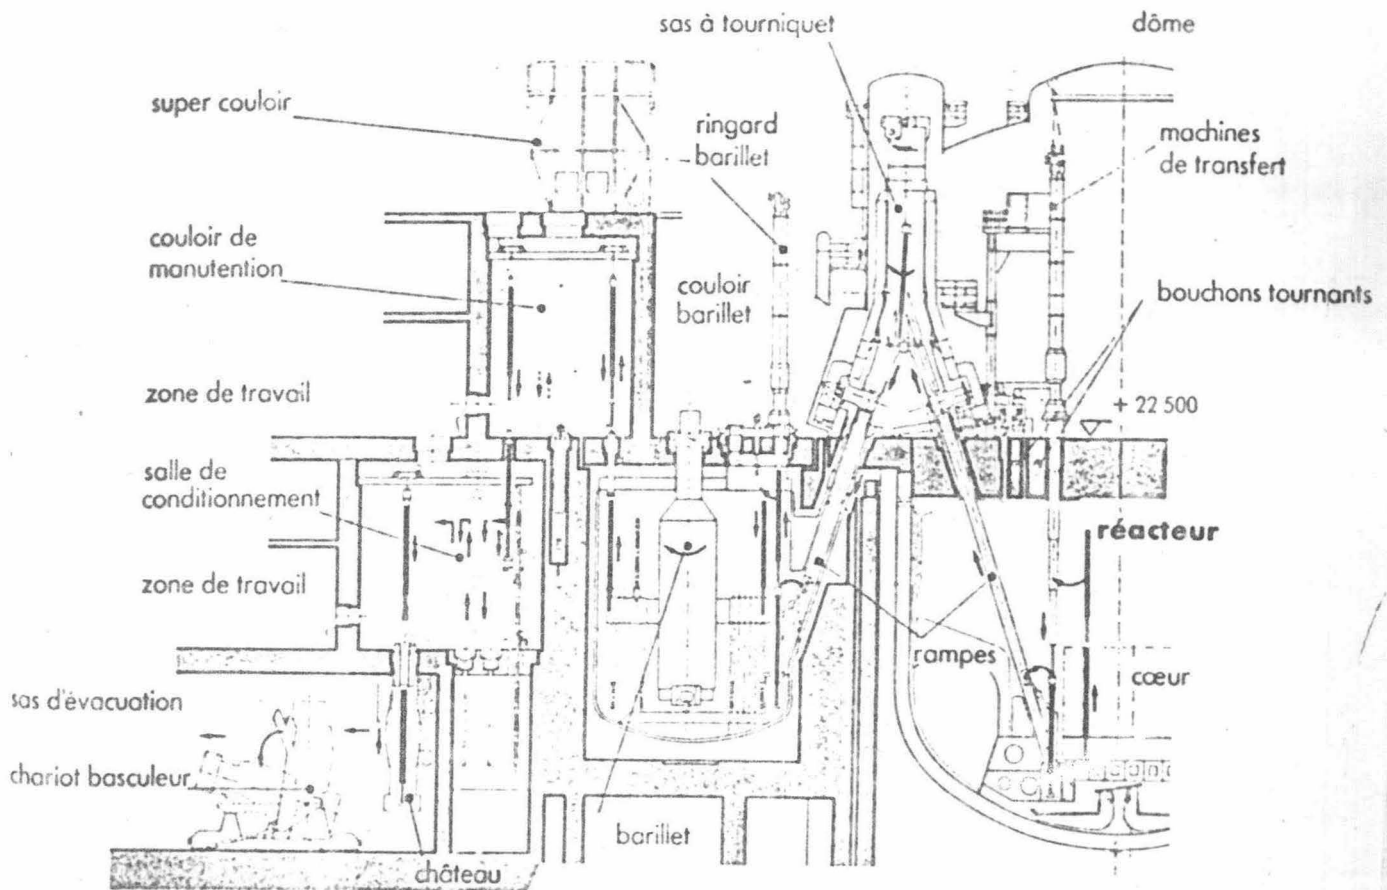 sas à tourniquet
dôme
super couloir
ringard
barillet
machines
de transfert
couloir de
manutention
couloir
barillet
bouchons tournants
zone de travail
+ 22 500
salle de
conditionnement
réacteur
zone de travail
rampes
cœur
sas d'évacuation
chariot basculeur
barillet
château